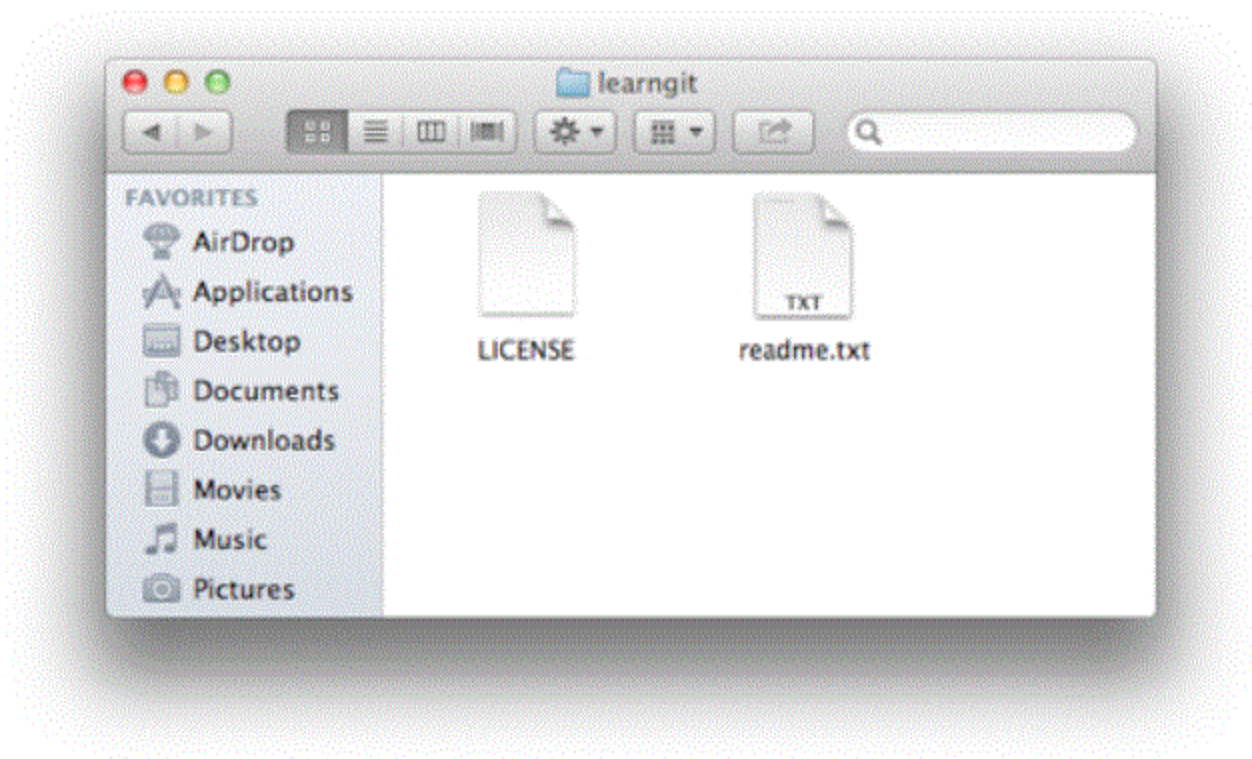 learngit
FAVORITES
AirDrop
Applications
Desktop
Documents
Downloads
Movies
Music
Pictures
TXT
LICENSE
readme.txt